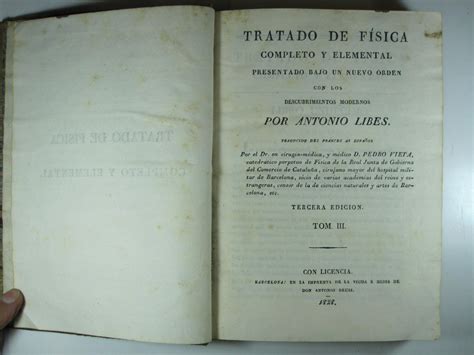 TRATADO DE FÍSICA
COMPLETO Y ELEMENTAL
PRESENTADO BAJO UN NUEVO ORDEN
CON LOS
DESCUBRIMIENTOS MODERNOS
POR ANTONIO LIBES.
TRADUCIDO DEL FRANCES AL ESPAÑOL
Por el Dr. en cirugía-médica, y médico D. PEDRO VIETA,
catedrático perpetuo de Física de la Real Junta de Gobierno
del Comercio de Cataluña, cirujano mayor del hospital militar
de Barcelona, socio de varias academias del reino y es-
trangeras, censor de la de ciencias naturales y artes de Bar-
celona, etc.
TERCERA EDICION.
TOM. III.
CON LICENCIA.
BARCELONA: EN LA IMPRENTA DE LA VIUDA É HIJOS DE
DON ANTONIO BRUSI.